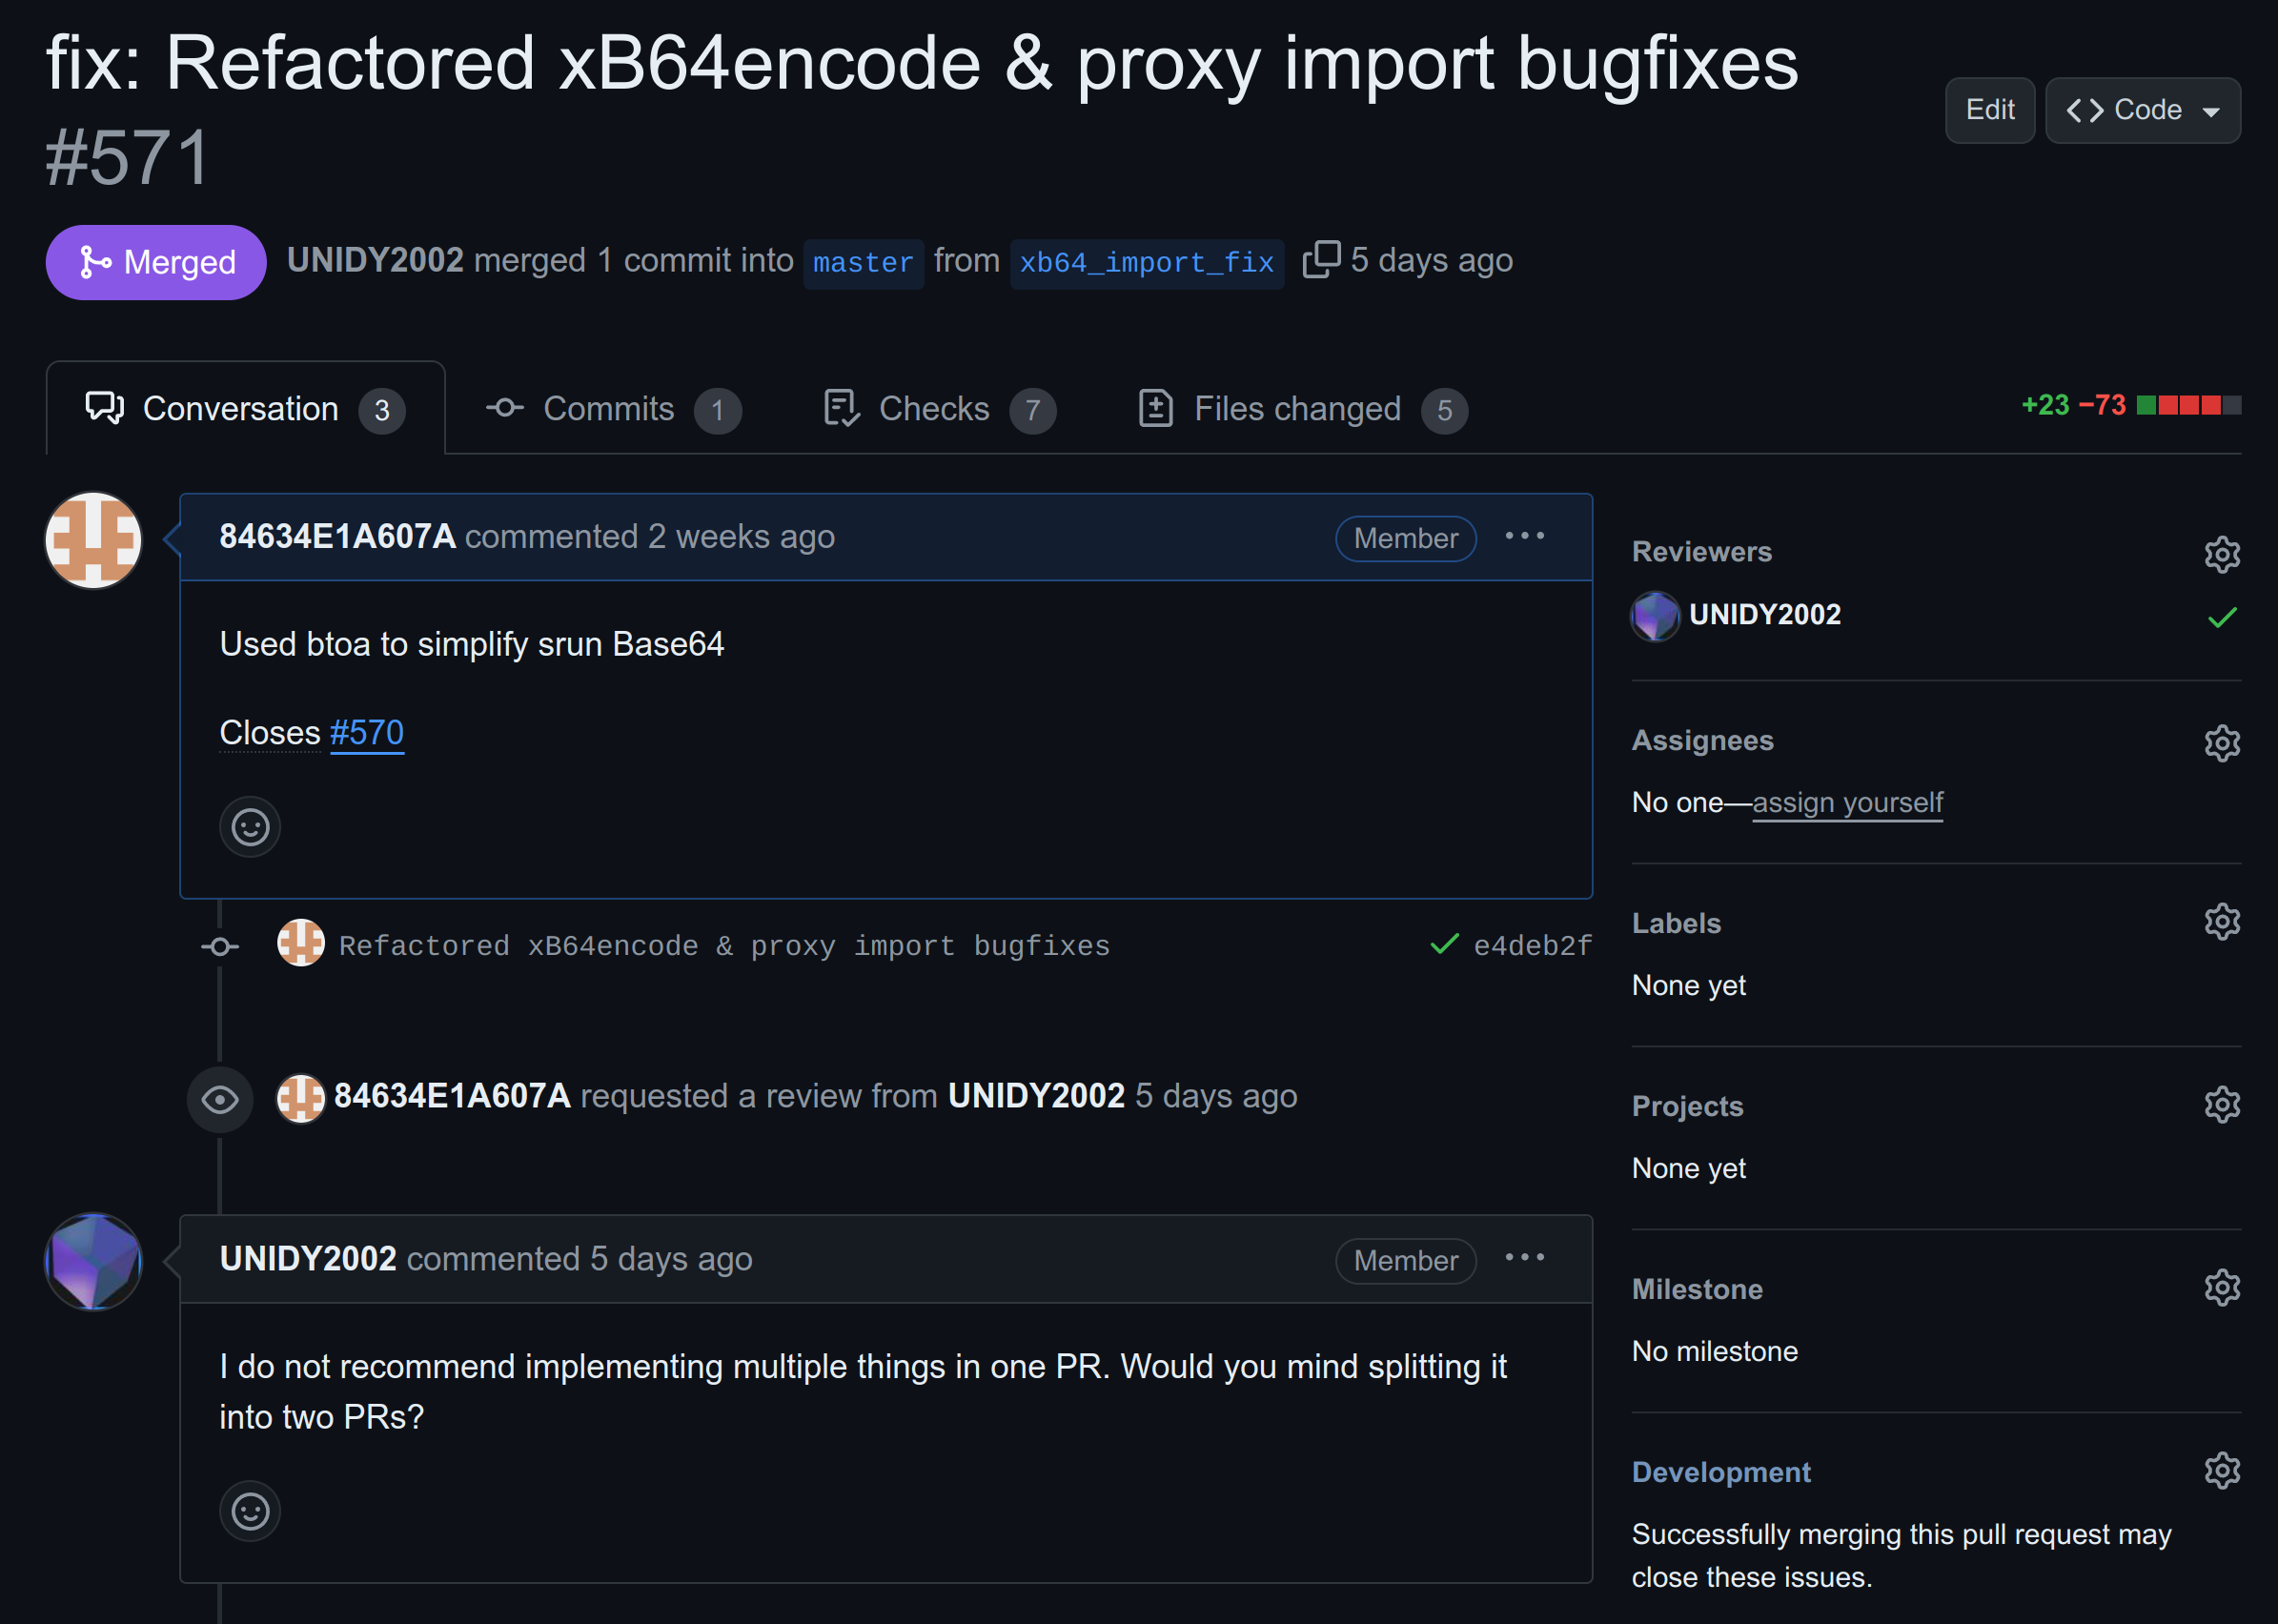 fix: Refactored xB64encode & proxy import bugfixes
#571
Edit
Code
Merged
UNIDY2002 merged 1 commit into master from xb64_import_fix 5 days ago
Conversation 3
Commits 1
Checks 7
Files changed 5
+23 −73
84634E1A607A commented 2 weeks ago
Member
Used btoa to simplify srun Base64
Closes #570
Refactored xB64encode & proxy import bugfixes
e4deb2f
84634E1A607A requested a review from UNIDY2002 5 days ago
UNIDY2002 commented 5 days ago
Member
I do not recommend implementing multiple things in one PR. Would you mind splitting it
into two PRs?
Reviewers
UNIDY2002
Assignees
No one—assign yourself
Labels
None yet
Projects
None yet
Milestone
No milestone
Development
Successfully merging this pull request may
close these issues.